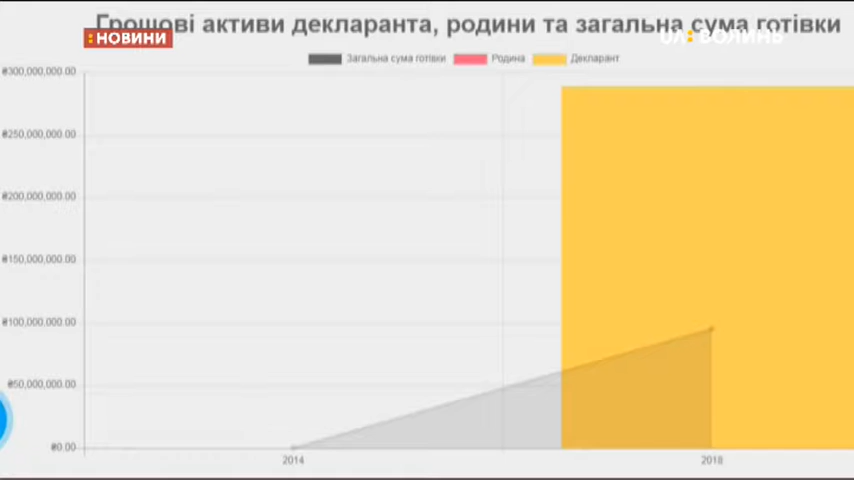 Грошові активи декларанта, родини та загальна сума готівки
:НОВИНИ
UA: ВОЛИНЬ
Загальна сума готівки Родина Декларант
₴300,000,000.00
₴250,000,000.00
₴200,000,000.00
₴150,000,000.00
₴100,000,000.00
₴50,000,000.00
₴0.00
2014 2018